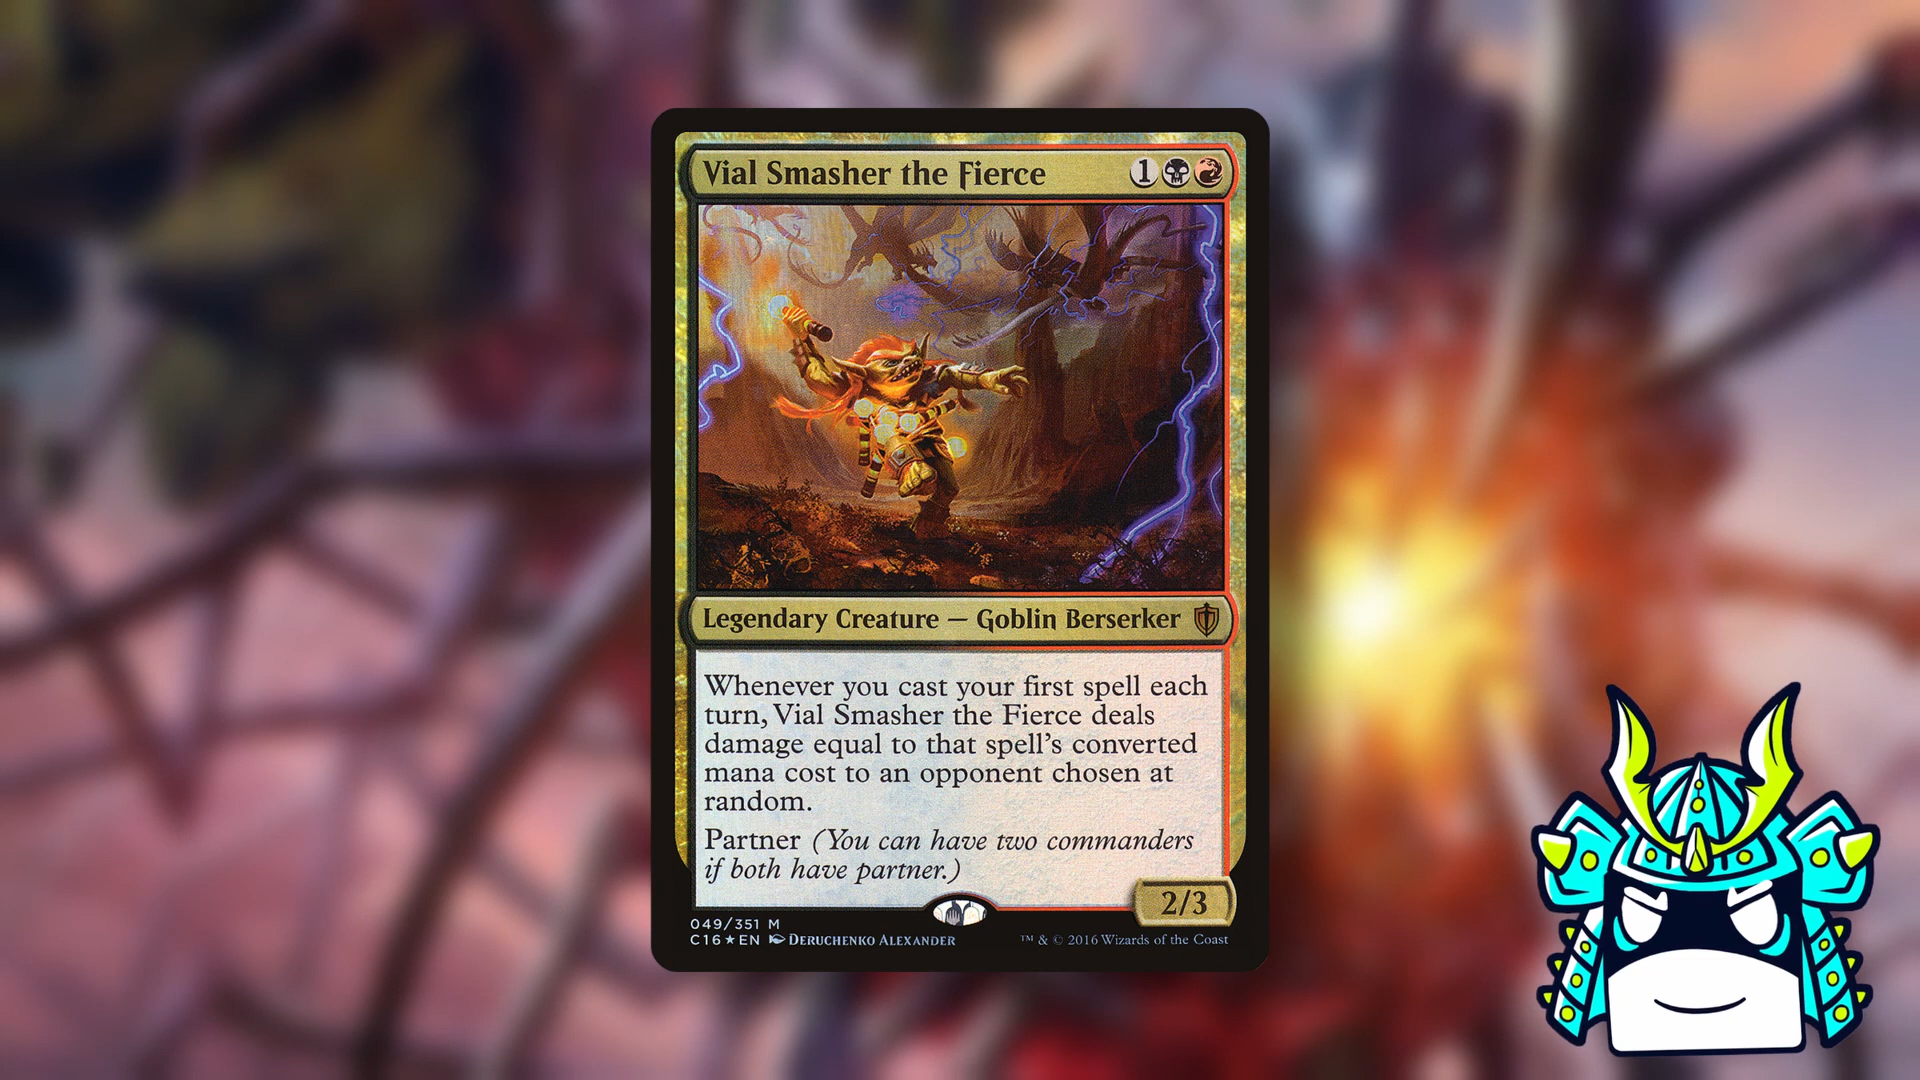 Vial Smasher the Fierce 1
Legendary Creature — Goblin Berserker
Whenever you cast your first spell each
turn, Vial Smasher the Fierce deals
damage equal to that spell's converted
mana cost to an opponent chosen at
random.
Partner (You can have two commanders
if both have partner.)
2/3
049/351 M
C16★EN Deruchenko Alexander ™ & © 2016 Wizards of the Coast